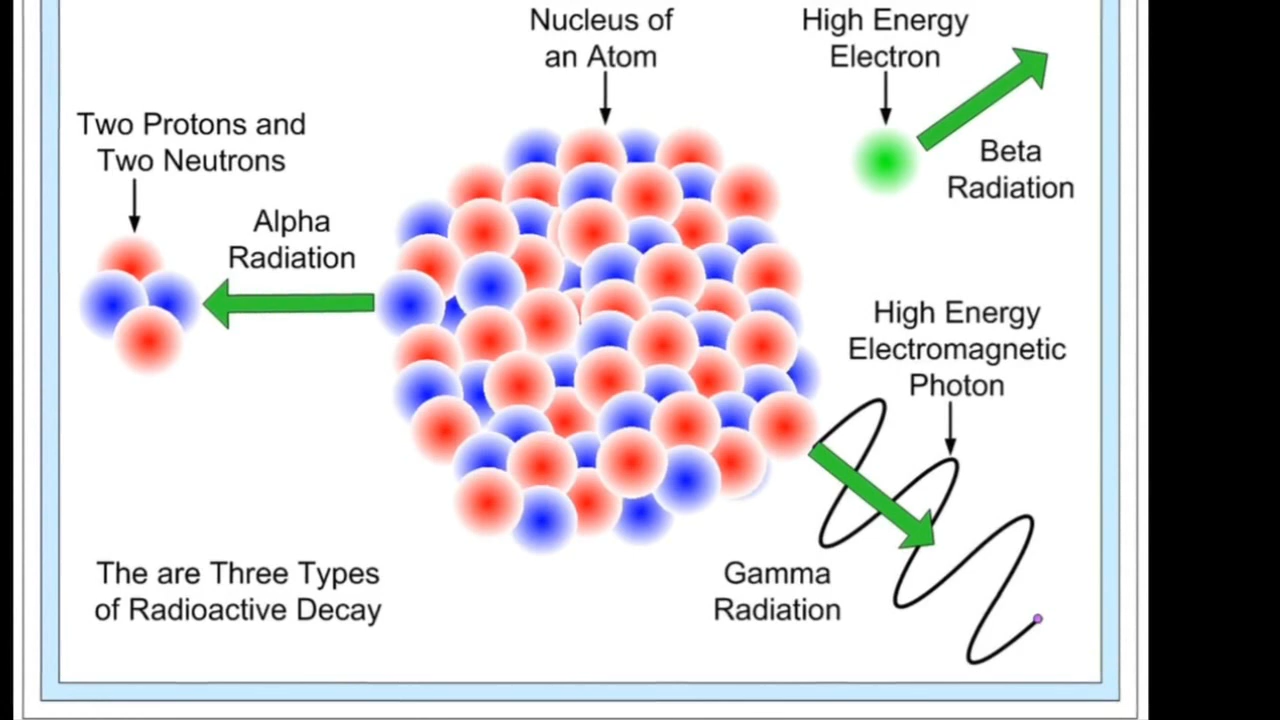 Nucleus of
an Atom
High Energy
Electron
Two Protons and
Two Neutrons
Beta
Radiation
Alpha
Radiation
High Energy
Electromagnetic
Photon
The are Three Types
of Radioactive Decay
Gamma
Radiation